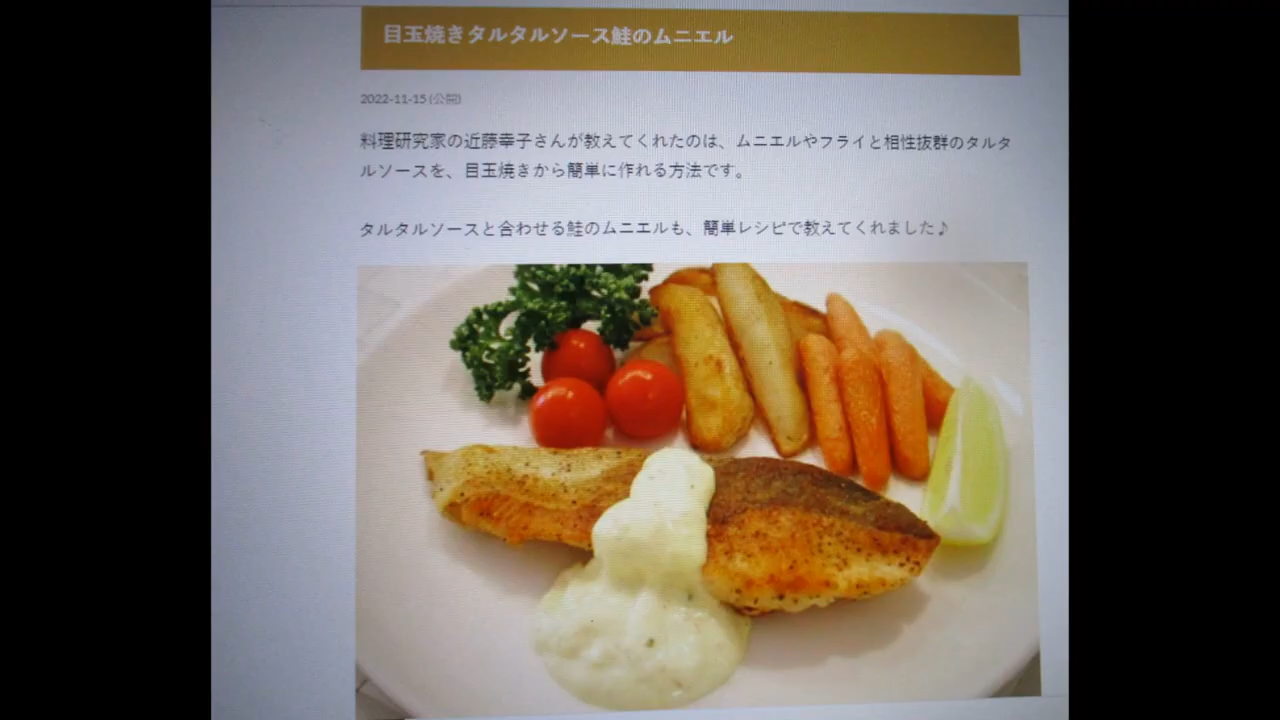 目玉焼きタルタルソース鮭のムニエル
2022-11-15 (公開)
料理研究家の近藤幸子さんが教えてくれたのは、ムニエルやフライと相性抜群のタルタ
ルソースを、目玉焼きから簡単に作れる方法です。
タルタルソースと合わせる鮭のムニエルも、簡単レシピで教えてくれました♪